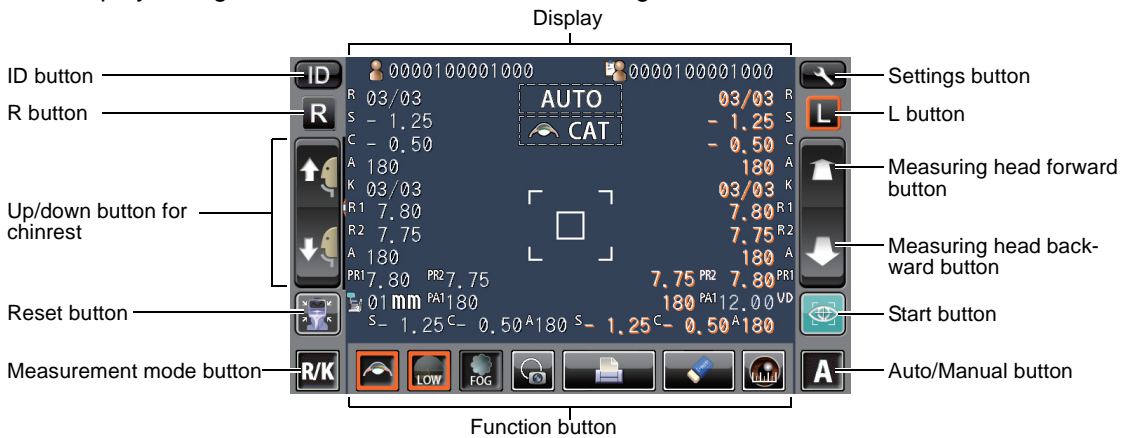 Display
ID button
R button
Up/down button for
chinrest
Reset button
Measurement mode button
ID
R
R/K
0000100001000 0000100001000
R 03/03 AUTO 03/03 R
S - 1.25 CAT - 1.25 S
C - 0.50 - 0.50 C
A 180 180 A
K 03/03 03/03 K
R1 7.80 7.80 R1
R2 7.75 7.75 R2
A 180 180 A
PR1 7.80 PR2 7.75 7.75 PR2 7.80 PR1
01 mm PA1 180 180 PA1 12.00 VD
S - 1.25 C - 0.50 A 180 S - 1.25 C - 0.50 A 180
LOW FOG
L
A
Settings button
L button
Measuring head forward
button
Measuring head back-
ward button
Start button
Auto/Manual button
Function button